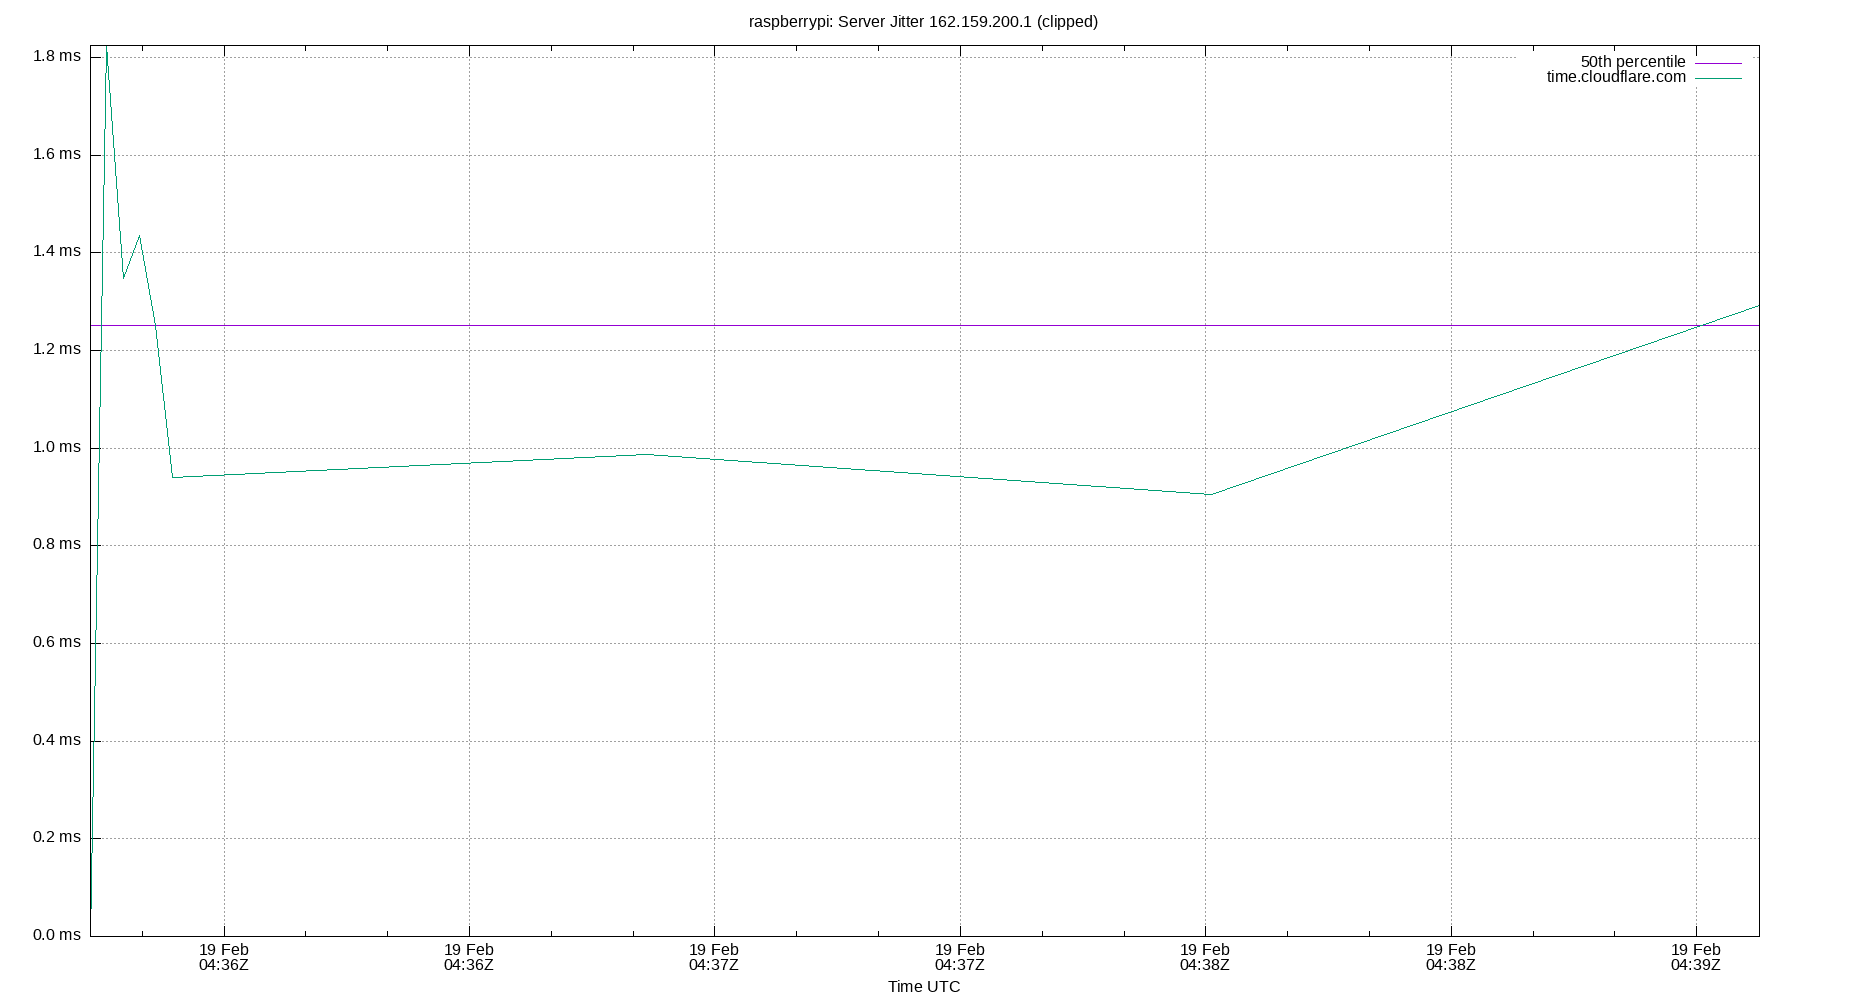 raspberrypi: Server Jitter 162.159.200.1 (clipped)
50th percentile
time.cloudflare.com
1.8 ms
1.6 ms
1.4 ms
1.2 ms
1.0 ms
0.8 ms
0.6 ms
0.4 ms
0.2 ms
0.0 ms
19 Feb 19 Feb 19 Feb 19 Feb 19 Feb 19 Feb 19 Feb
04:36Z 04:36Z 04:37Z 04:37Z 04:38Z 04:38Z 04:39Z
Time UTC